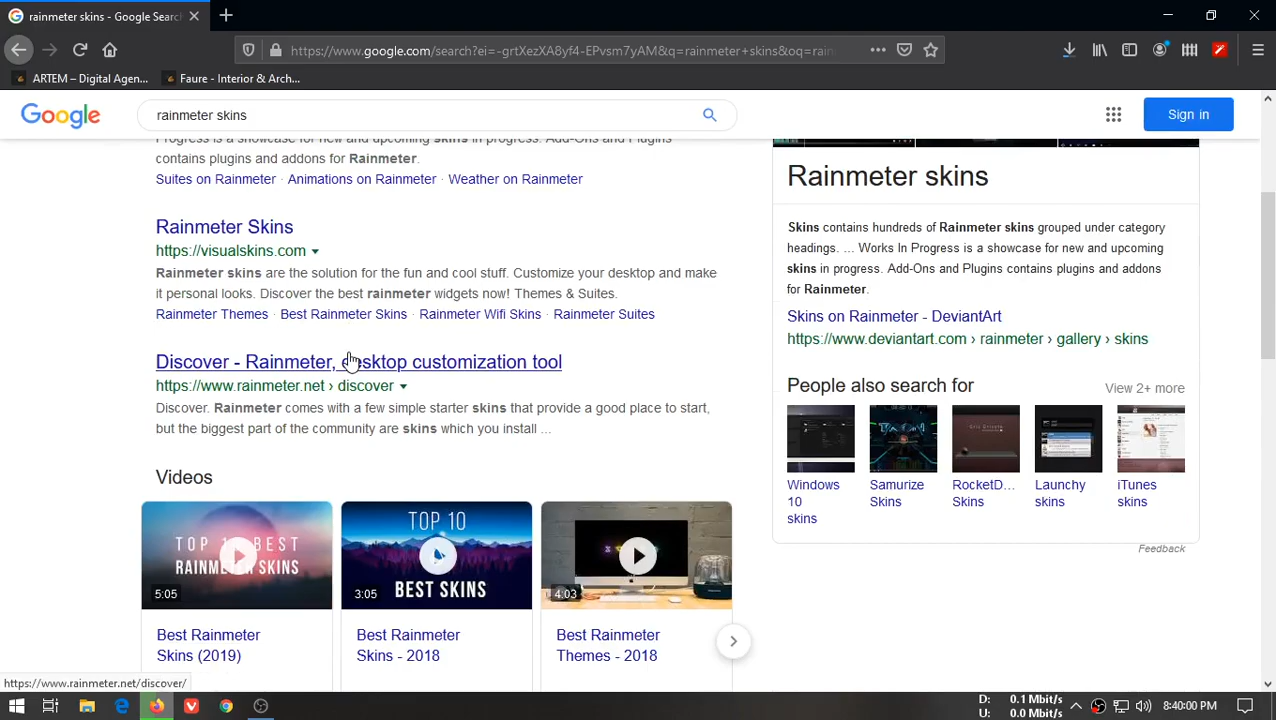 rainmeter skins - Google Searc
https://www.google.com/search?ei=-grtXezXA8yf4-EPvsm7yAM&q=rainmeter+skins&oq=rain
ARTEM – Digital Agen...
Faure - Interior & Arch...
Google
rainmeter skins
Sign in
Progress is a showcase for new and upcoming skins in progress. Add-Ons and Plugins
contains plugins and addons for Rainmeter.
Suites on Rainmeter · Animations on Rainmeter · Weather on Rainmeter
Rainmeter Skins
https://visualskins.com
Rainmeter skins are the solution for the fun and cool stuff. Customize your desktop and make
it personal looks. Discover the best rainmeter widgets now! Themes & Suites.
Rainmeter Themes · Best Rainmeter Skins · Rainmeter Wifi Skins · Rainmeter Suites
Discover - Rainmeter, desktop customization tool
https://www.rainmeter.net › discover
Discover. Rainmeter comes with a few simple starter skins that provide a good place to start,
but the biggest part of the community are skins which you install ...
Videos
TOP 10 BEST
RAINMETER SKINS
5:05
TOP 10
BEST SKINS
3:05
4:03
Best Rainmeter
Skins (2019)
Best Rainmeter
Skins - 2018
Best Rainmeter
Themes - 2018
Rainmeter skins
Skins contains hundreds of Rainmeter skins grouped under category
headings. ... Works In Progress is a showcase for new and upcoming
skins in progress. Add-Ons and Plugins contains plugins and addons
for Rainmeter.
Skins on Rainmeter - DeviantArt
https://www.deviantart.com › rainmeter › gallery › skins
People also search for
View 2+ more
Windows
10
skins
Samurize
Skins
RocketD...
Skins
Launchy
skins
iTunes
skins
Feedback
https://www.rainmeter.net/discover/
D: 0.1 Mbit/s
U: 0.0 Mbit/s
8:40:00 PM